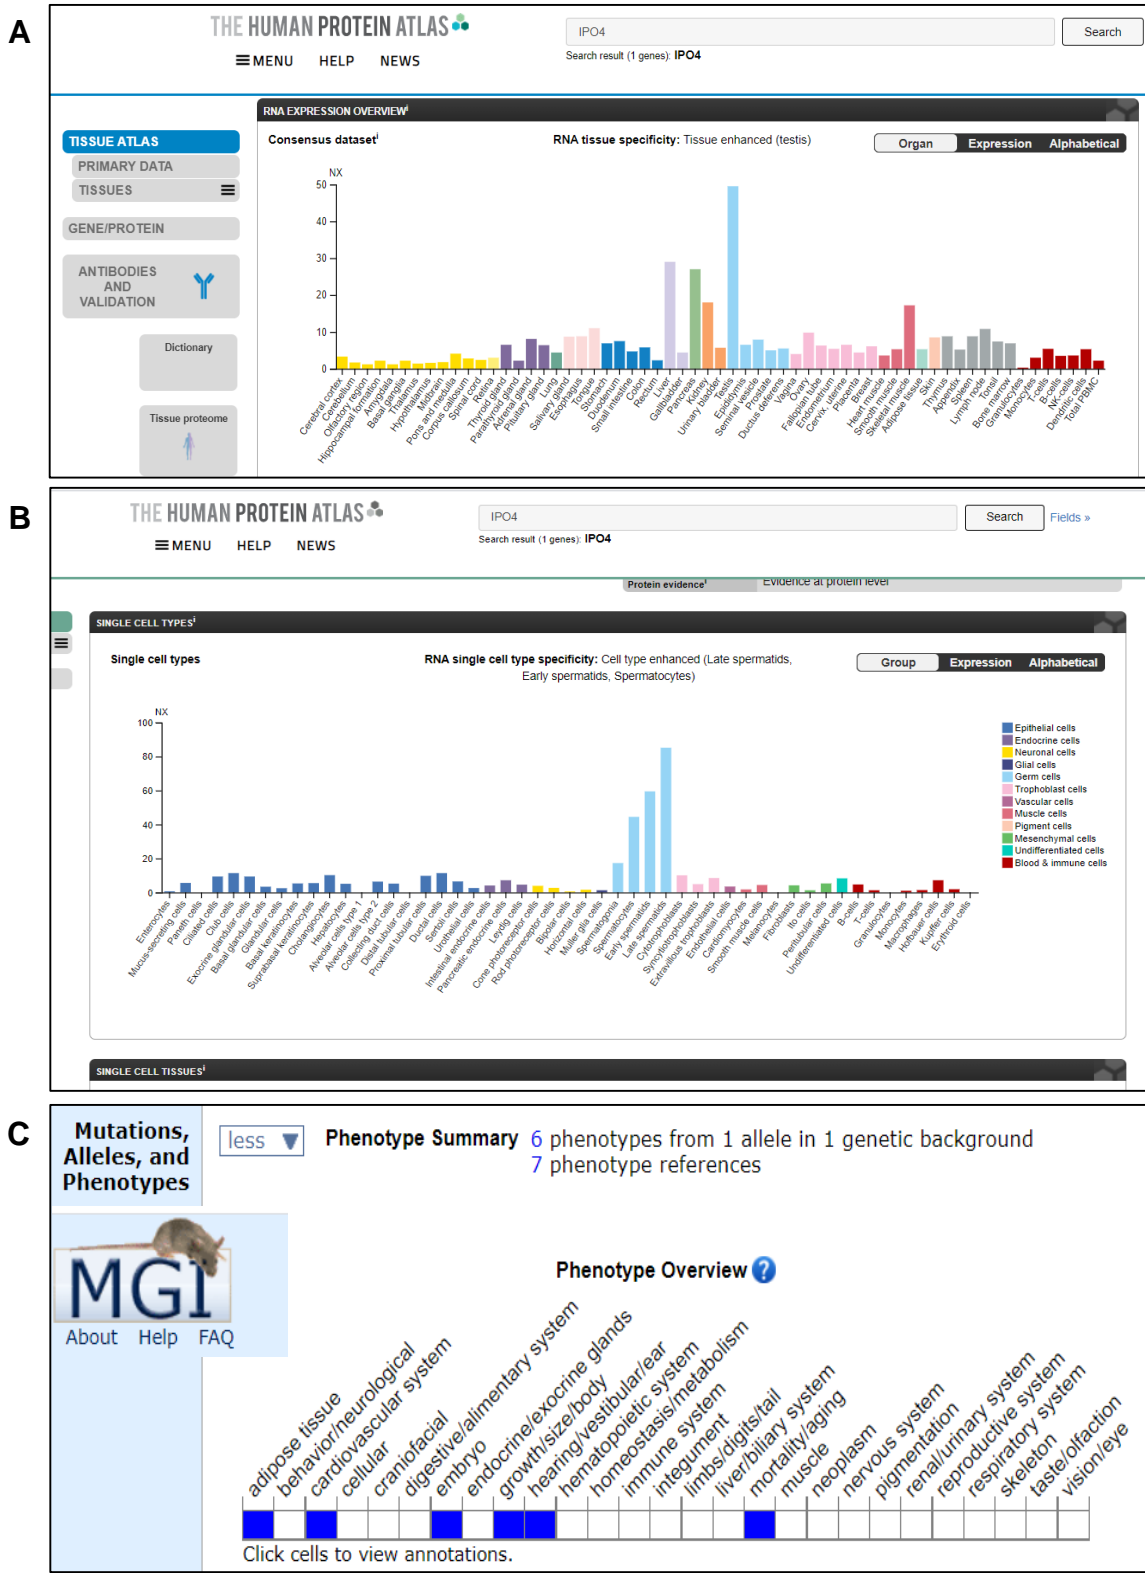 A
THE HUMAN PROTEIN ATLAS
IPO4
Search
Search result (1 genes): IPO4
MENU HELP NEWS
RNA EXPRESSION OVERVIEWi
TISSUE ATLAS
PRIMARY DATA
TISSUES
GENE/PROTEIN
ANTIBODIES
AND
VALIDATION
Dictionary
Tissue proteome
Consensus dataseti
RNA tissue specificity: Tissue enhanced (testis)
Organ Expression Alphabetical
NX
50
40
30
20
10
0
Cerebral cortex
Cerebellum
Olfactory region
Hippocampal formation
Amygdala
Basal ganglia
Thalamus
Hypothalamus
Midbrain
Pons and medulla
Corpus callosum
Spinal cord
Retina
Thyroid gland
Parathyroid gland
Adrenal gland
Pituitary gland
Lung
Salivary gland
Esophagus
Tongue
Stomach
Duodenum
Small intestine
Colon
Rectum
Liver
Gallbladder
Pancreas
Kidney
Urinary bladder
Testis
Epididymis
Seminal vesicle
Prostate
Ductus deferens
Vagina
Ovary
Fallopian tube
Endometrium
Cervix, uterine
Placenta
Breast
Heart muscle
Smooth muscle
Skeletal muscle
Adipose tissue
Skin
Thymus
Appendix
Spleen
Lymph node
Tonsil
Bone marrow
Granulocytes
Monocytes
T-cells
B-cells
NK-cells
Dendritic cells
Total PBMC
B
THE HUMAN PROTEIN ATLAS
IPO4
Search
Fields »
Search result (1 genes): IPO4
MENU HELP NEWS
Protein evidencei
Evidence at protein level
SINGLE CELL TYPESi
Single cell types
RNA single cell type specificity: Cell type enhanced (Late spermatids,
Early spermatids, Spermatocytes)
Group Expression Alphabetical
NX
100
80
60
40
20
0
Epithelial cells
Endocrine cells
Neuronal cells
Glial cells
Germ cells
Trophoblast cells
Vascular cells
Muscle cells
Pigment cells
Mesenchymal cells
Undifferentiated cells
Blood & immune cells
Enterocytes
Mucus-secreting cells
Paneth cells
Ciliated cells
Club cells
Exocrine glandular cells
Basal glandular cells
Glandular cells
Basal keratinocytes
Suprabasal keratinocytes
Cholangiocytes
Hepatocytes
Alveolar cells type 1
Alveolar cells type 2
Collecting duct cells
Distal tubular cells
Proximal tubular cells
Ductal cells
Sertoli cells
Urothelial cells
Intestinal endocrine cells
Pancreatic endocrine cells
Leydig cells
Cone photoreceptor cells
Rod photoreceptor cells
Bipolar cells
Horizontal cells
Muller glia cells
Spermatogonia
Spermatocytes
Early spermatids
Late spermatids
Cytotrophoblasts
Syncytiotrophoblasts
Extravillous trophoblasts
Endothelial cells
Cardiomyocytes
Smooth muscle cells
Melanocytes
Fibroblasts
Ito cells
Peritubular cells
Undifferentiated cells
B-cells
T-cells
Granulocytes
Monocytes
Macrophages
Hofbauer cells
Kupffer cells
Erythroid cells
SINGLE CELL TISSUESi
C
Mutations,
Alleles, and
Phenotypes
less
Phenotype Summary 6 phenotypes from 1 allele in 1 genetic background
7 phenotype references
MGI
About Help FAQ
Phenotype Overview ?
adipose tissue
behavior/neurological
cardiovascular system
cellular
craniofacial
digestive/alimentary system
embryo
endocrine/exocrine glands
growth/size/body
hearing/vestibular/ear
hematopoietic system
homeostasis/metabolism
immune system
integument
limbs/digits/tail
liver/biliary system
mortality/aging
muscle
neoplasm
nervous system
pigmentation
renal/urinary system
reproductive system
respiratory system
skeleton
taste/olfaction
vision/eye
Click cells to view annotations.